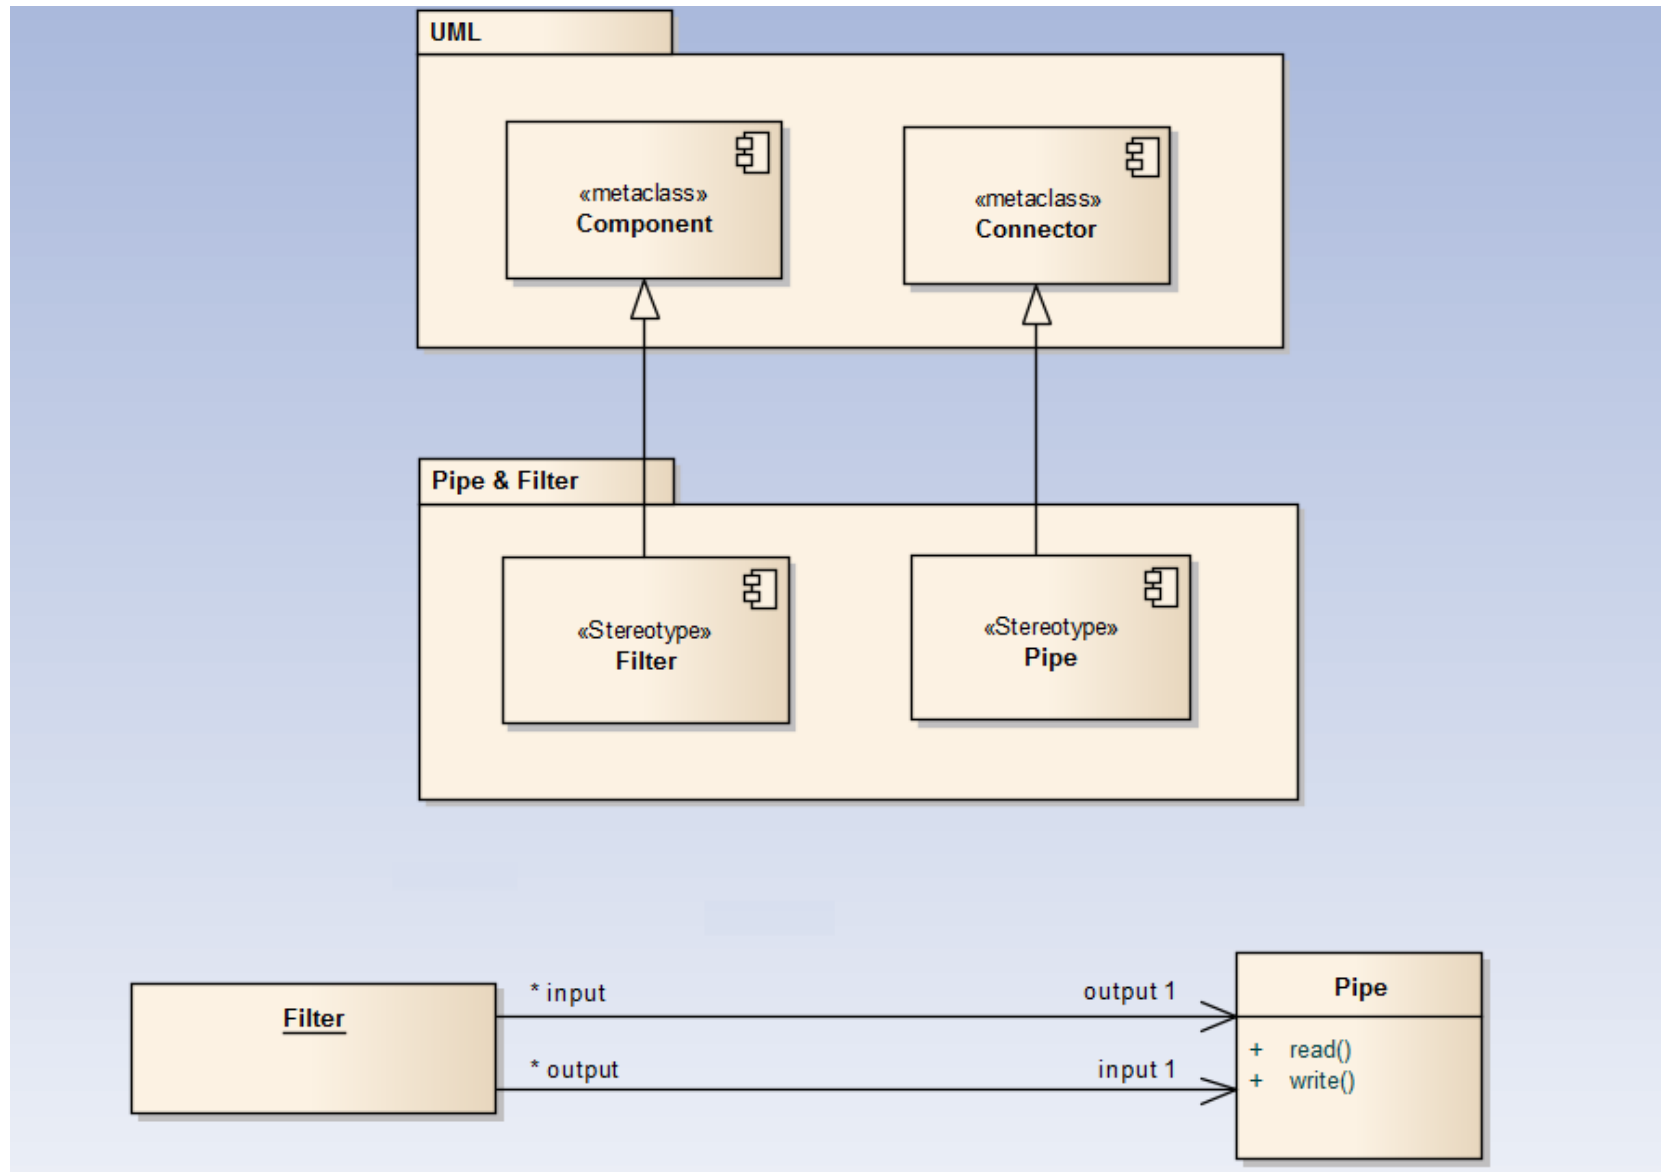 UML
«metaclass»
Component
«metaclass»
Connector
Pipe & Filter
«Stereotype»
Filter
«Stereotype»
Pipe
Filter
* input
output 1
* output
input 1
Pipe
+ read()
+ write()